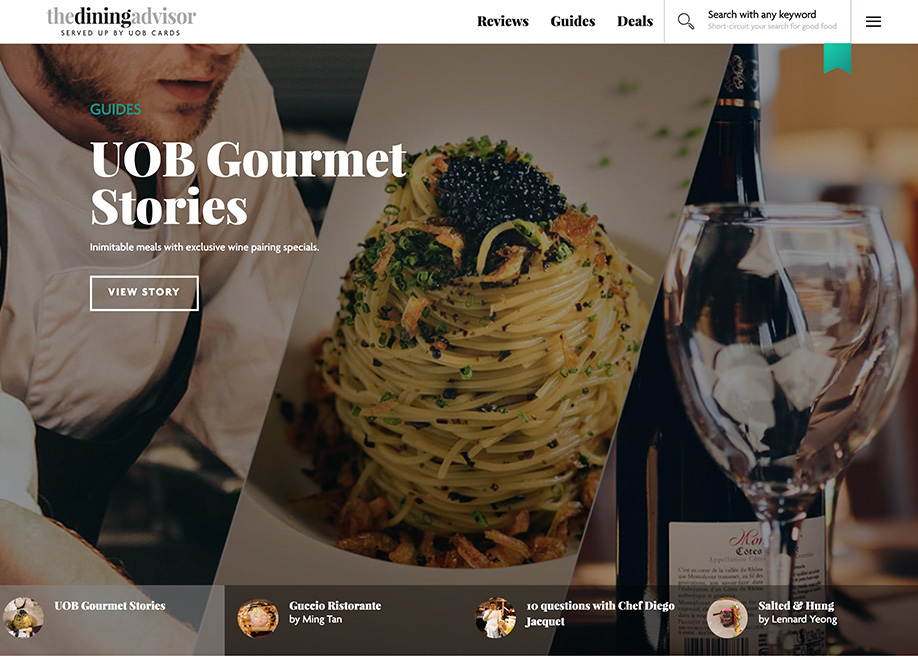 thediningadvisor
SERVED UP BY UOB CARDS
Reviews
Guides
Deals
Search with any keyword
Short-circuit your search for good food
GUIDES
UOB Gourmet
Stories
Inimitable meals with exclusive wine pairing specials.
VIEW STORY
Côtes
UOB Gourmet Stories
Guccio Ristorante
by Ming Tan
10 questions with Chef Diego
Jacquet
Salted & Hung
by Lennard Yeong